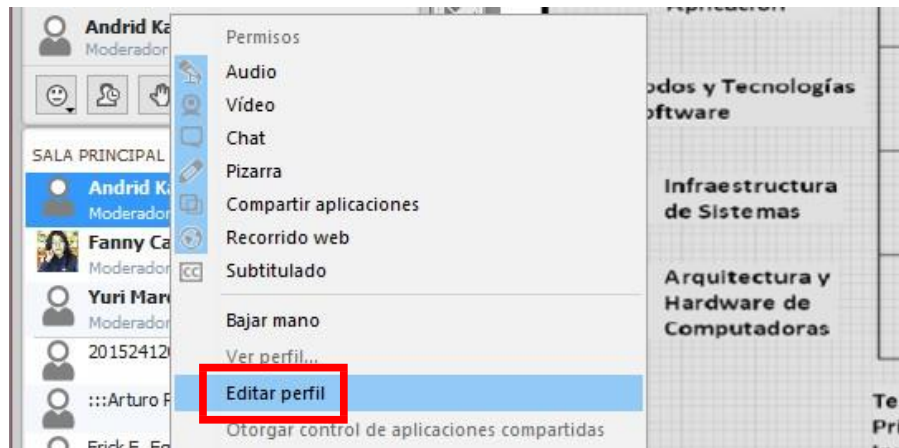 Andrid Ka
Moderador
SALA PRINCIPAL
Andrid Ka
Moderador
Fanny Ca
Moderador
Yuri Mar
Moderador
20152412
:::Arturo
Permisos
Audio
Vídeo
Chat
Pizarra
Compartir aplicaciones
Recorrido web
CC Subtitulado
Bajar mano
Ver perfil...
Editar perfil
Otorgar control de aplicaciones compartidas
Aplicación
odos y Tecnologías
oftware
Infraestructura
de Sistemas
Arquitectura y
Hardware de
Computadoras
Te
Pri